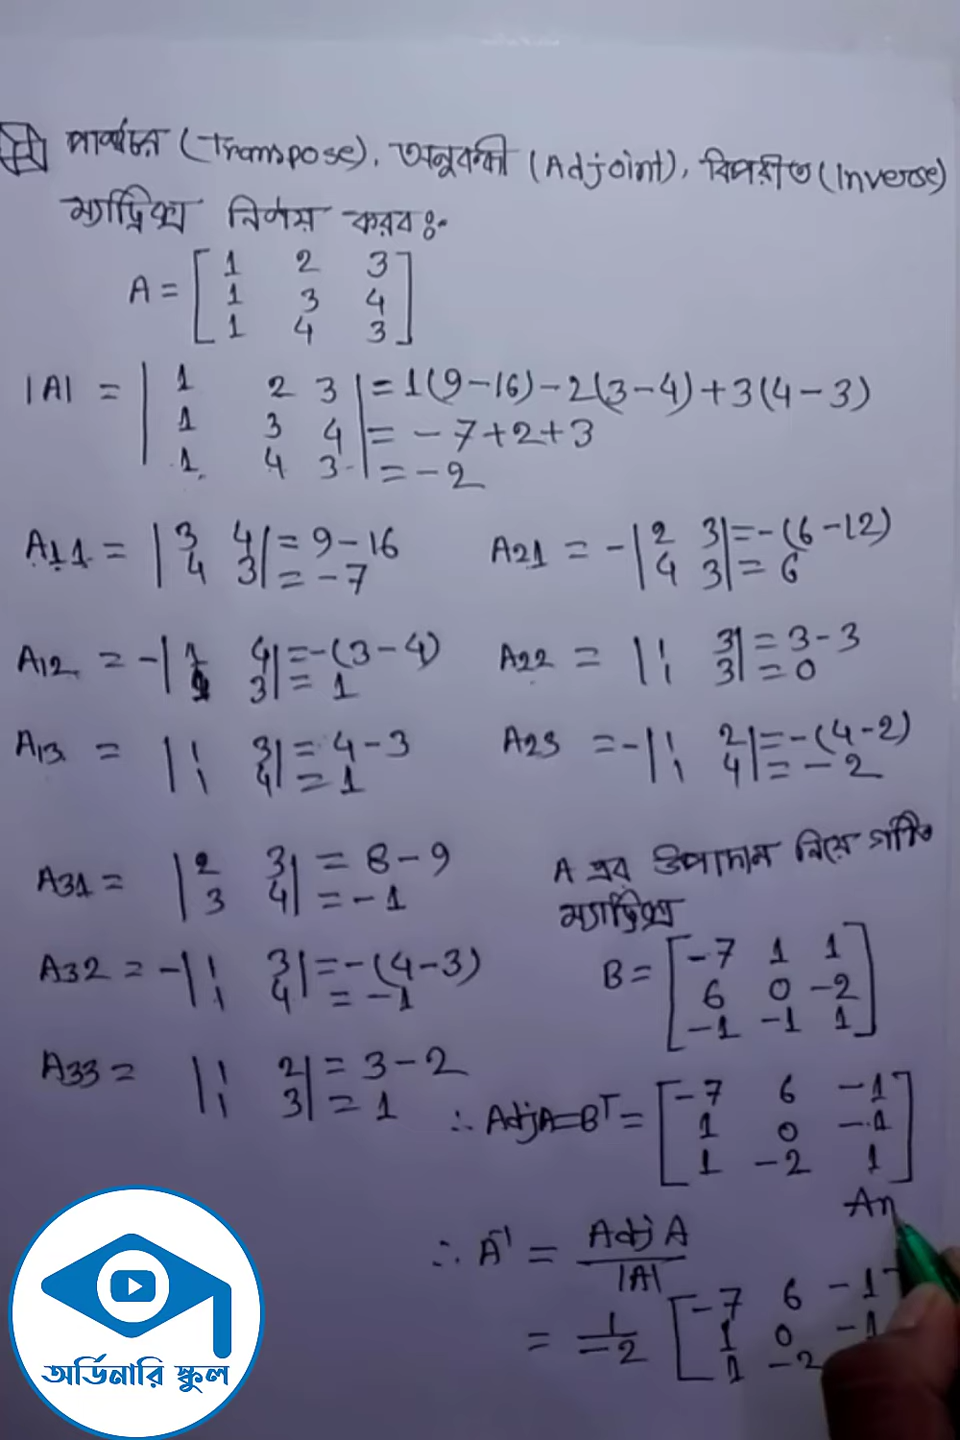 পার্শ্বচর (Transpose), অনুবন্ধী (Adjoint), বিপরীত (Inverse)
ম্যাট্রিক্স নির্ণয় করব ঃ-
A = [1 2 3
1 3 4
1 4 3]
|A| = |1 2 3| = 1(9-16) - 2(3-4) + 3(4-3)
|1 3 4| = -7+2+3
|1 4 3| = -2
A11 = |3 4| = 9-16
|4 3| = -7
A21 = -|2 3| = -(6-12)
|4 3| = 6
A12 = -|1 4| = -(3-4)
|1 3| = 1
A22 = |1 3| = 3-3
|1 3| = 0
A13 = |1 3| = 4-3
|1 4| = 1
A23 = -|1 2| = -(4-2)
|1 4| = -2
A31 = |2 3| = 8-9
|3 4| = -1
A32 = -|1 3| = -(4-3)
|1 4| = -1
A33 = |1 2| = 3-2
|1 3| = 1
A এর উপাদান নিয়ে গঠিত
ম্যাট্রিক্স
B = [-7 1 1
6 0 -2
-1 -1 1]
∴ AdjA = Bᵀ = [-7 6 -1
1 0 -1
1 -2 1]
An
∴ A⁻¹ = Adj A / |A|
= 1/-2 [-7 6 -1
1 0 -1
1 -2
অর্ডিনারি স্কুল